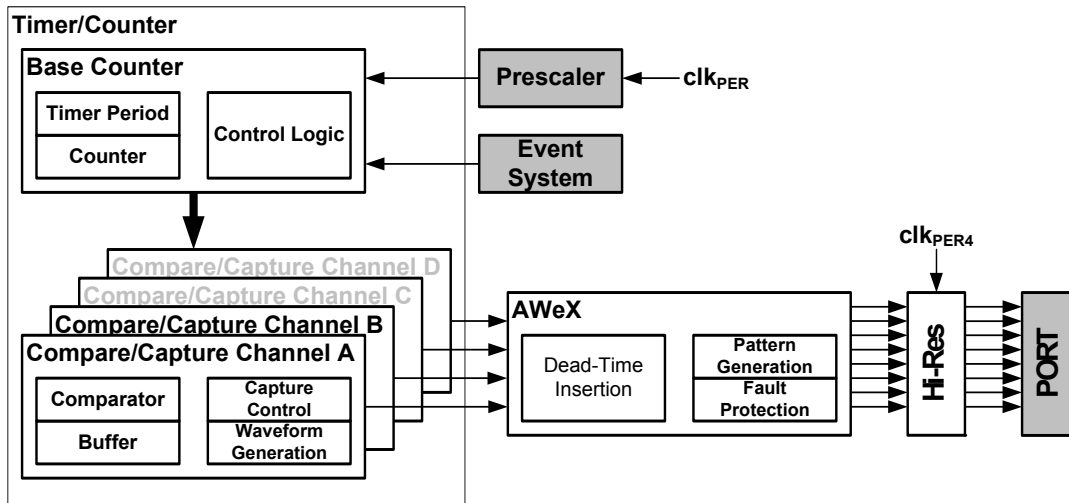 Timer/Counter
Base Counter
Timer Period
Counter
Control Logic
Prescaler
clkPER
Event
System
Compare/Capture Channel D
Compare/Capture Channel C
Compare/Capture Channel B
Compare/Capture Channel A
Comparator
Buffer
Capture
Control
Waveform
Generation
AWeX
Dead-Time
Insertion
Pattern
Generation
Fault
Protection
clkPER4
Hi-Res
PORT